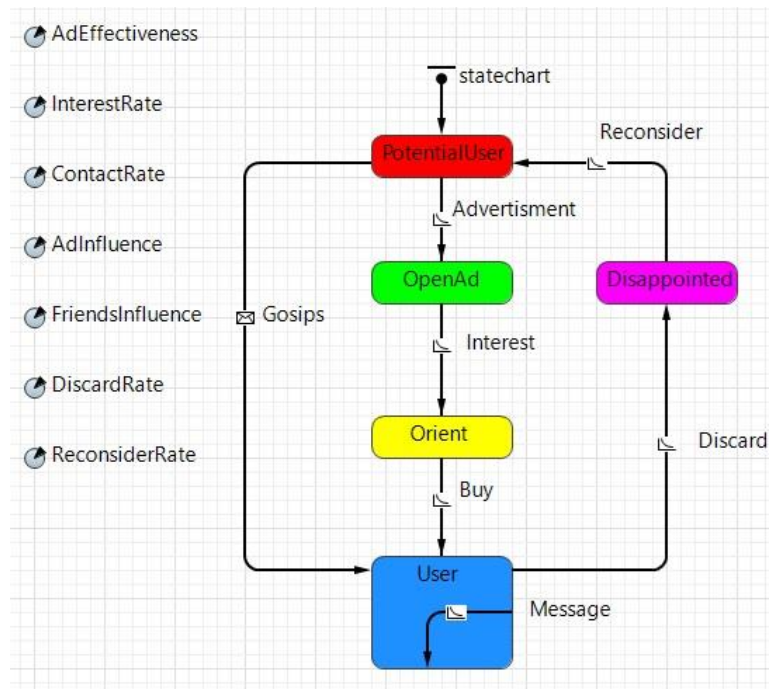 AdEffectiveness
InterestRate
ContactRate
AdInfluence
FriendsInfluence
DiscardRate
ReconsiderRate
statechart
PotentialUser
Reconsider
Advertisment
OpenAd
Disappointed
Gosips
Interest
Orient
Discard
Buy
User
Message